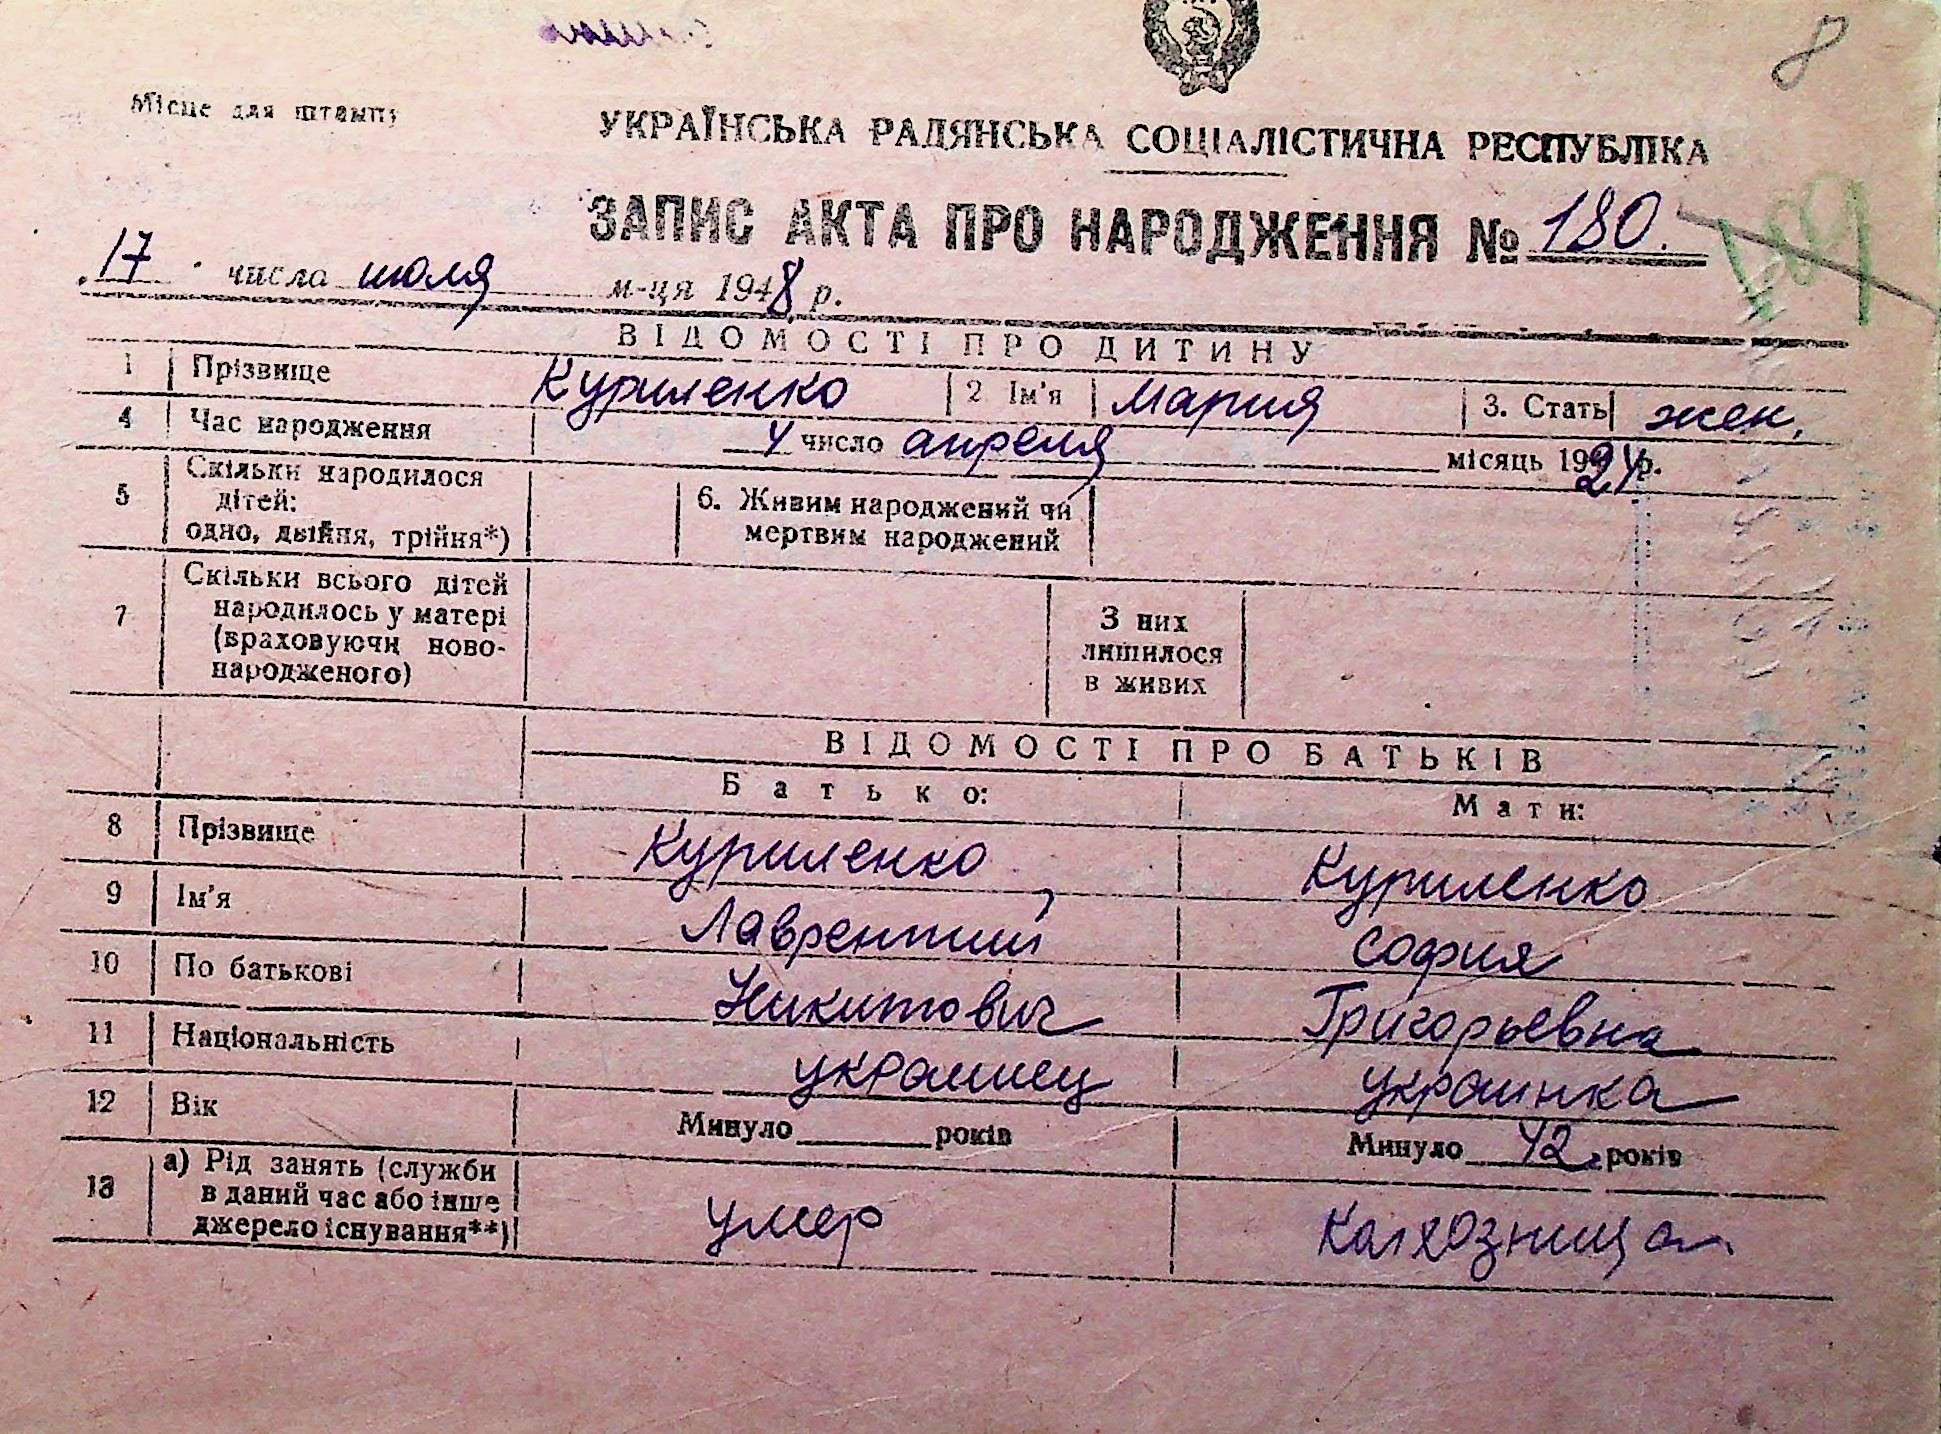 8
Місце для штампу
УКРАЇНСЬКА РАДЯНСЬКА СОЦІАЛІСТИЧНА РЕСПУБЛІКА
ЗАПИС АКТА ПРО НАРОДЖЕННЯ № 180.
"17" числа июля м-ця 1948 р.
ВІДОМОСТІ ПРО ДИТИНУ
1 Прізвище Куриленко 2 Ім'я Мария 3. Стать жен.
4 Час народження 4 число апреля місяць 1924 р.
5 Скільки народилося дітей: одно, двійня, трійня*) 6. Живим народжений чи мертвим народжений
7 Скільки всього дітей народилось у матері (враховуючи новонародженого) З них лишилося в живих
ВІДОМОСТІ ПРО БАТЬКІВ
Батько: Мати:
8 Прізвище Куриленко Куриленко
9 Ім'я Лаврентий София
10 По батькові Никитович Григорьевна
11 Національність украинец украинка
12 Вік Минуло ______ років Минуло 42 років
13 а) Рід занять (служби в даний час або інше джерело існування**) умер Колхозница